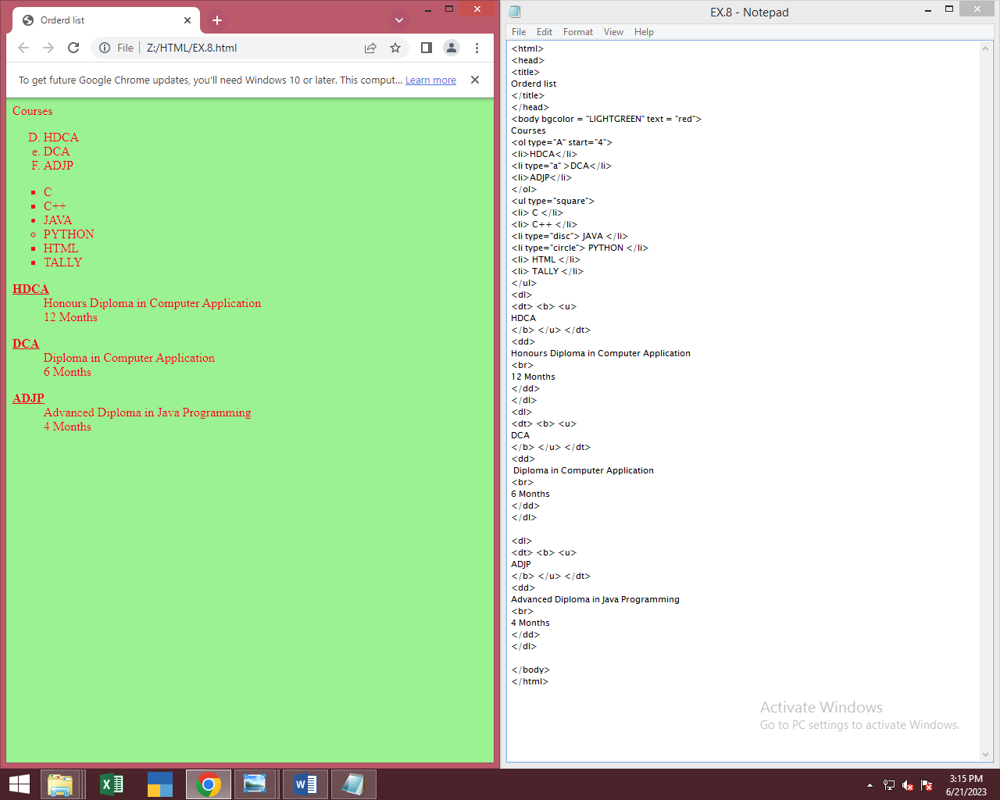 Orderd list
File Z:/HTML/EX.8.html
To get future Google Chrome updates, you'll need Windows 10 or later. This comput... Learn more
Courses
D. HDCA
e. DCA
F. ADJP
C
C++
JAVA
PYTHON
HTML
TALLY
HDCA
Honours Diploma in Computer Application
12 Months
DCA
Diploma in Computer Application
6 Months
ADJP
Advanced Diploma in Java Programming
4 Months
EX.8 - Notepad
File Edit Format View Help
<html>
<head>
<title>
Orderd list
</title>
</head>
<body bgcolor = "LIGHTGREEN" text = "red">
Courses
<ol type="A" start="4">
<li>HDCA</li>
<li type="a" >DCA</li>
<li>ADJP</li>
</ol>
<ul type="square">
<li> C </li>
<li> C++ </li>
<li type="disc"> JAVA </li>
<li type="circle"> PYTHON </li>
<li> HTML </li>
<li> TALLY </li>
</ul>
<dl>
<dt> <b> <u>
HDCA
</b> </u> </dt>
<dd>
Honours Diploma in Computer Application
<br>
12 Months
</dd>
</dl>
<dl>
<dt> <b> <u>
DCA
</b> </u> </dt>
<dd>
Diploma in Computer Application
<br>
6 Months
</dd>
</dl>
<dl>
<dt> <b> <u>
ADJP
</b> </u> </dt>
<dd>
Advanced Diploma in Java Programming
<br>
4 Months
</dd>
</dl>
</body>
</html>
Activate Windows
Go to PC settings to activate Windows.
3:15 PM
6/21/2023